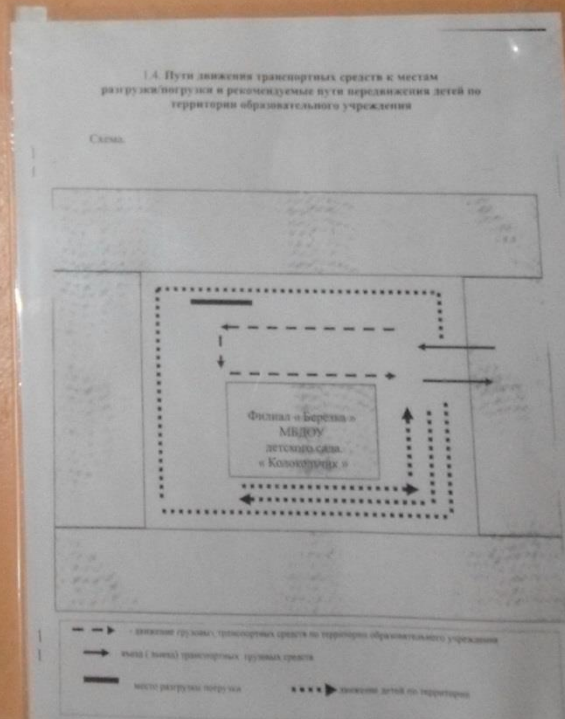 1.4. Пути движения транспортных средств к местам
разгрузки/погрузки и рекомендуемые пути передвижения детей по
территории образовательного учреждения
Схема.
Филиал « Берёзка »
МБДОУ
детского сада
« Колокольчик »
- движение грузовых транспортных средств по территории образовательного учреждения
въезд ( выезд) транспортных грузовых средств
место разгрузки погрузки
движение детей по территории